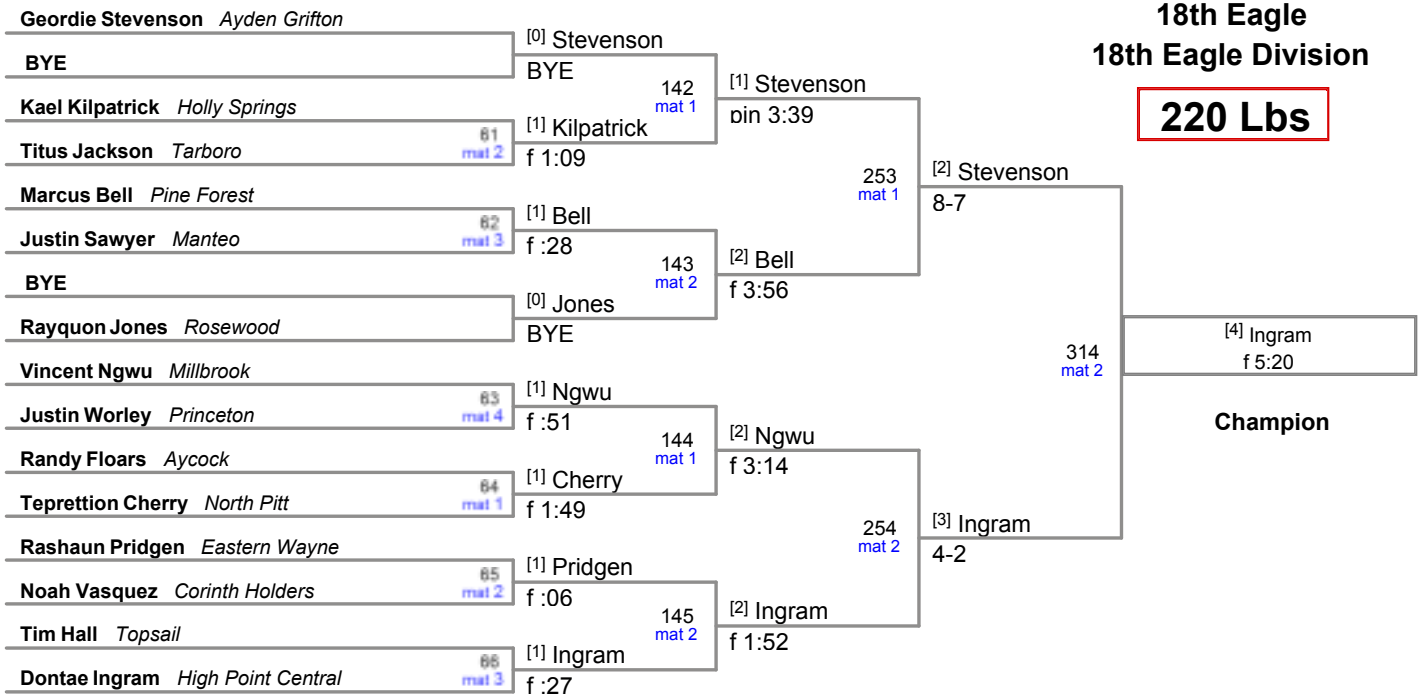 18th Eagle
18th Eagle Division
220 Lbs
Geordie Stevenson Ayden Grifton
BYE
Kael Kilpatrick Holly Springs
Titus Jackson Tarboro
Marcus Bell Pine Forest
Justin Sawyer Manteo
BYE
Rayquon Jones Rosewood
Vincent Ngwu Millbrook
Justin Worley Princeton
Randy Floars Aycock
Teprettion Cherry North Pitt
Rashaun Pridgen Eastern Wayne
Noah Vasquez Corinth Holders
Tim Hall Topsail
Dontae Ingram High Point Central
61
mat 2
62
mat 3
63
mat 4
64
mat 1
65
mat 2
66
mat 3
[0] Stevenson
BYE
[1] Kilpatrick
f 1:09
[1] Bell
f :28
[0] Jones
BYE
[1] Ngwu
f :51
[1] Cherry
f 1:49
[1] Pridgen
f :06
[1] Ingram
f :27
142
mat 1
143
mat 2
144
mat 1
145
mat 2
[1] Stevenson
pin 3:39
[2] Bell
f 3:56
[2] Ngwu
f 3:14
[2] Ingram
f 1:52
253
mat 1
254
mat 2
[2] Stevenson
8-7
[3] Ingram
4-2
314
mat 2
[4] Ingram
f 5:20
Champion